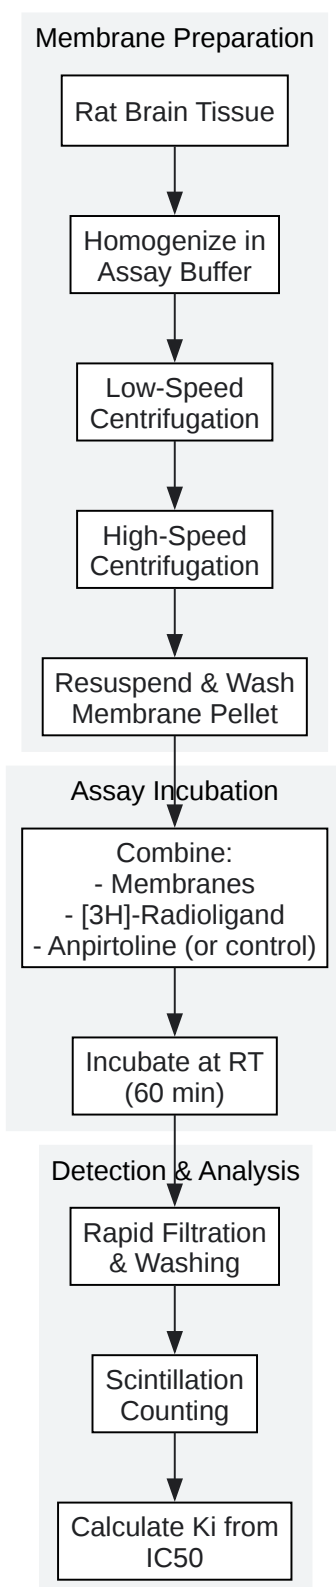 Membrane Preparation
Rat Brain Tissue
Homogenize in
Assay Buffer
Low-Speed
Centrifugation
High-Speed
Centrifugation
Resuspend & Wash
Membrane Pellet
Assay Incubation
Combine:
- Membranes
- [3H]-Radioligand
- Anpirtoline (or control)
Incubate at RT
(60 min)
Detection & Analysis
Rapid Filtration
& Washing
Scintillation
Counting
Calculate Ki from
IC50